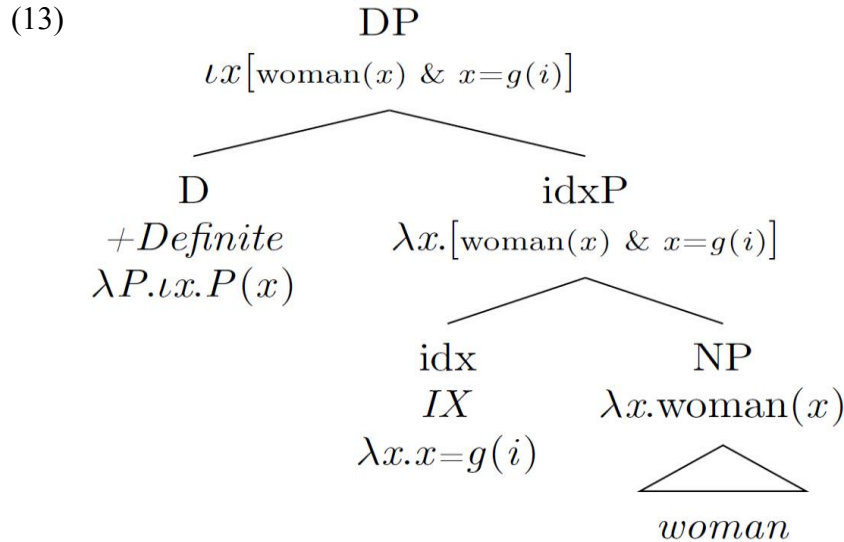 (13) DP
ιx[woman(x) & x=g(i)]
D idxP
+Definite λx.[woman(x) & x=g(i)]
λP.ιx.P(x)
idx NP
IX λx.woman(x)
λx.x=g(i)
woman